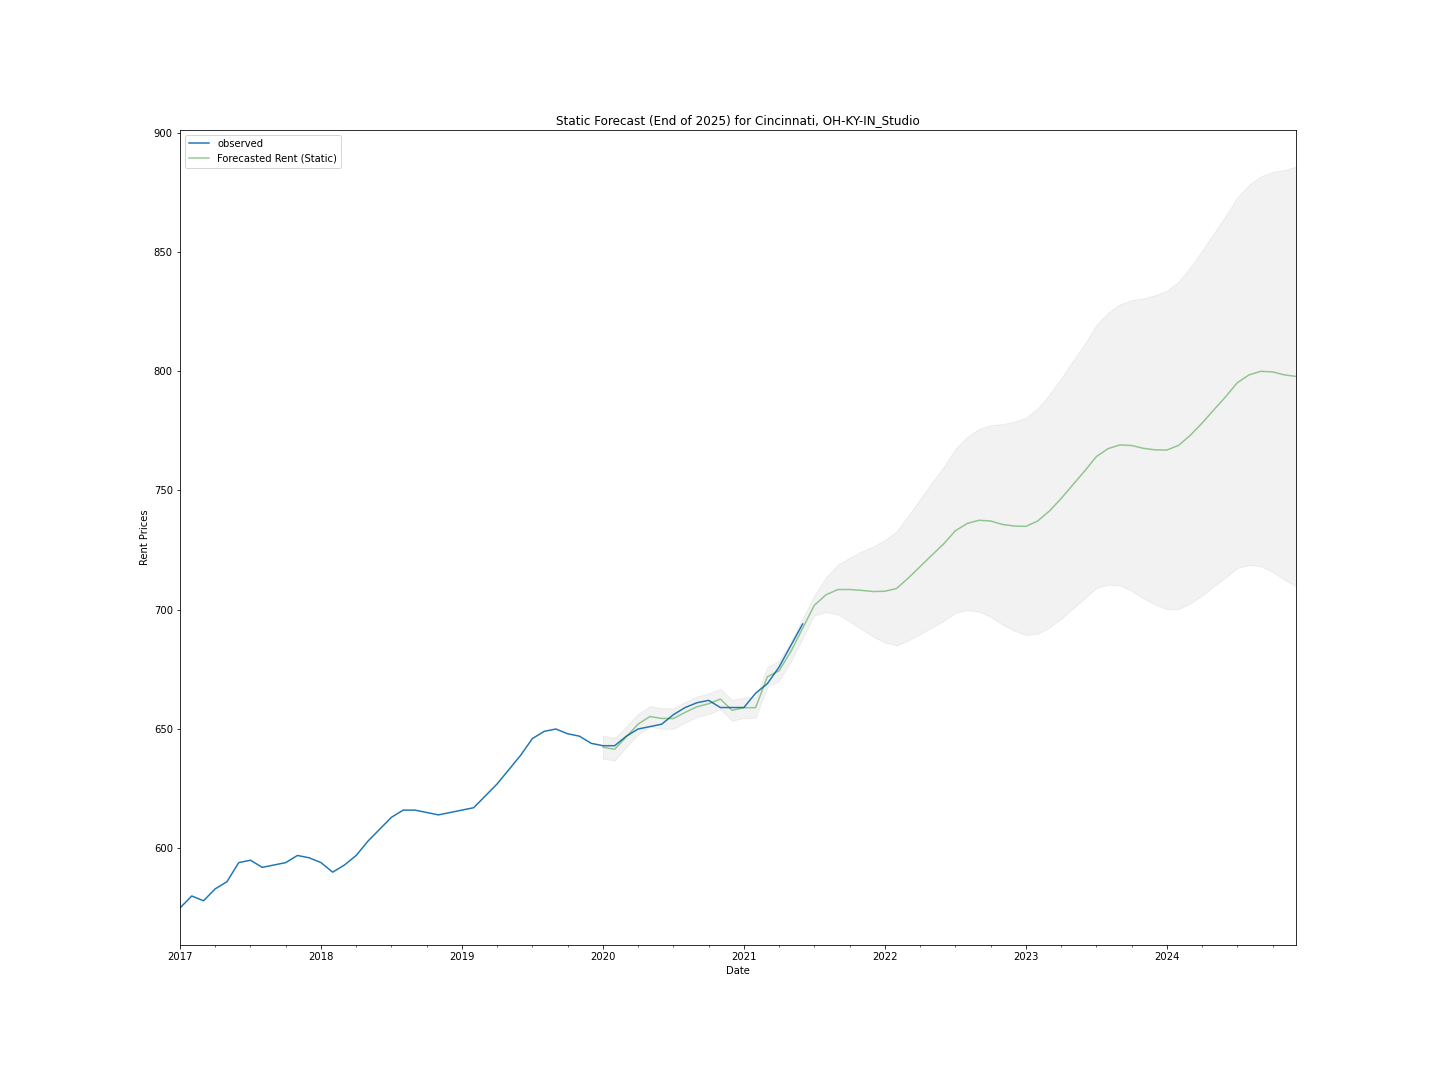 Static Forecast (End of 2025) for Cincinnati, OH-KY-IN_Studio
observed
Forecasted Rent (Static)
900
850
800
750
700
650
600
Rent Prices
2017 2018 2019 2020 2021 2022 2023 2024
Date